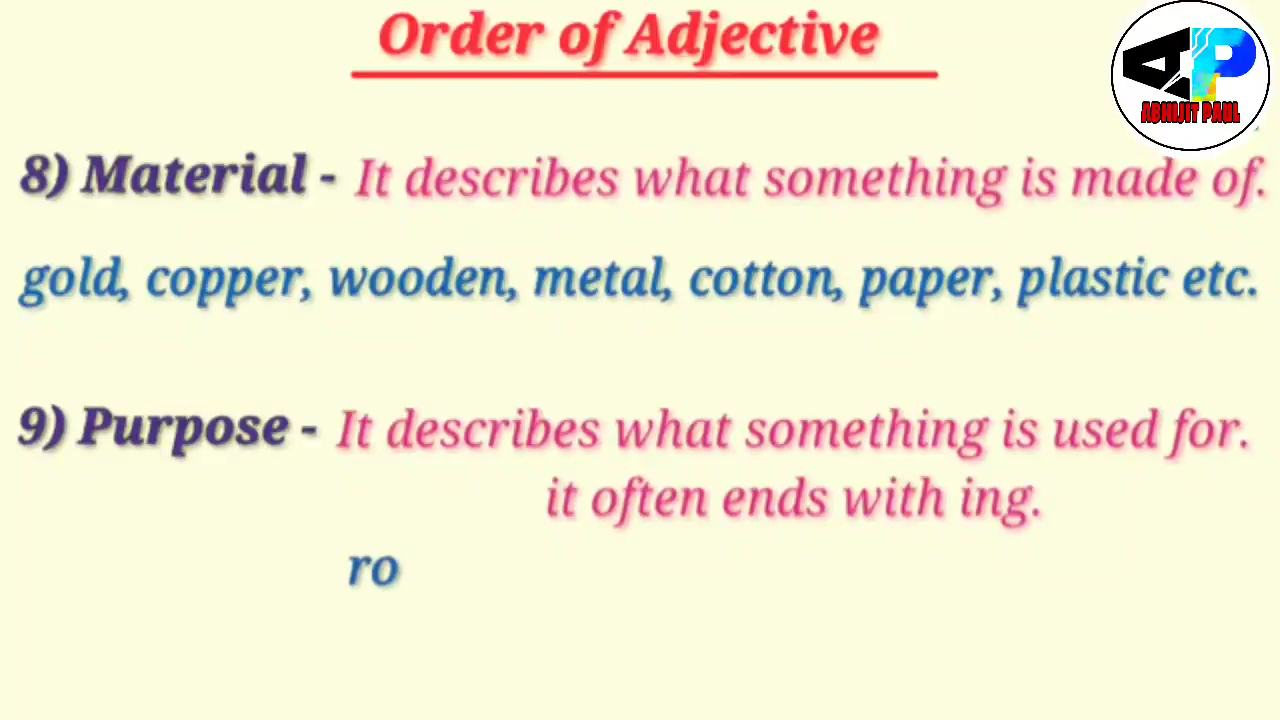 Order of Adjective
AP
ABHIJIT PAUL
8) Material - It describes what something is made of.
gold, copper, wooden, metal, cotton, paper, plastic etc.
9) Purpose - It describes what something is used for.
it often ends with ing.
ro